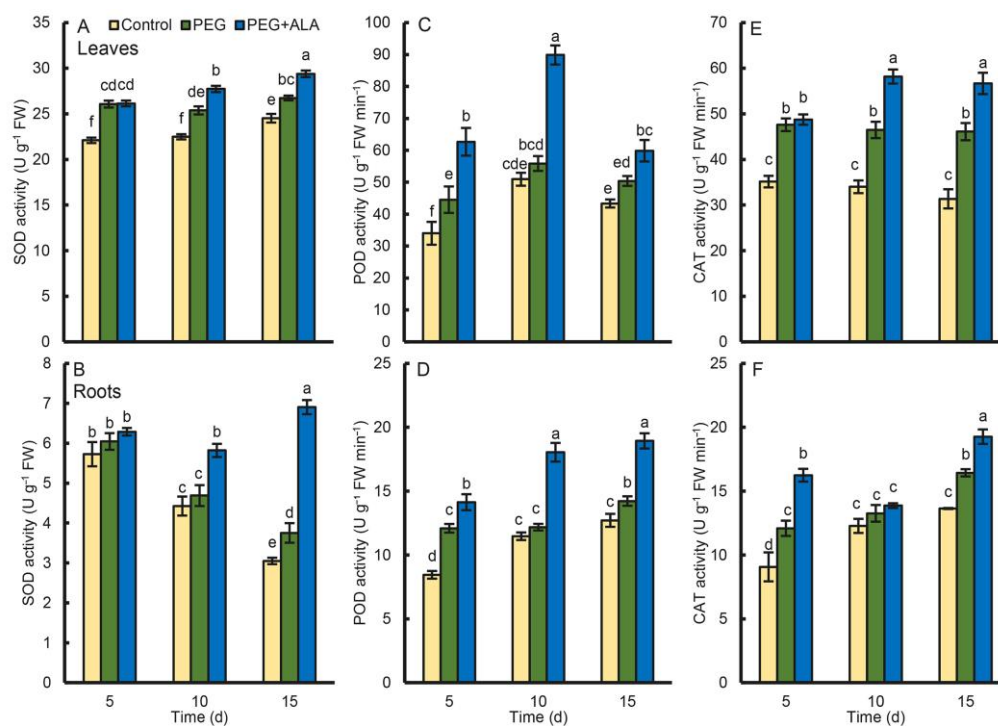 A
Leaves
Control PEG PEG+ALA
SOD activity (U g⁻¹ FW)
35
30
25
20
15
10
5
0
f cd cd
f de b
e bc a
C
POD activity (U g⁻¹ FW min⁻¹)
100
90
80
70
60
50
40
30
20
10
0
f e b
cde bcd a
e ed bc
E
CAT activity (U g⁻¹ FW min⁻¹)
70
60
50
40
30
20
10
0
c b b
c b a
c b a
B
Roots
SOD activity (U g⁻¹ FW)
8
7
6
5
4
3
2
1
0
b b b
c c b
e d a
5 10 15
Time (d)
D
POD activity (U g⁻¹ FW min⁻¹)
25
20
15
10
5
0
d c b
c c a
c b a
5 10 15
Time (d)
F
CAT activity (U g⁻¹ FW min⁻¹)
25
20
15
10
5
0
d c b
c c c
c b a
5 10 15
Time (d)